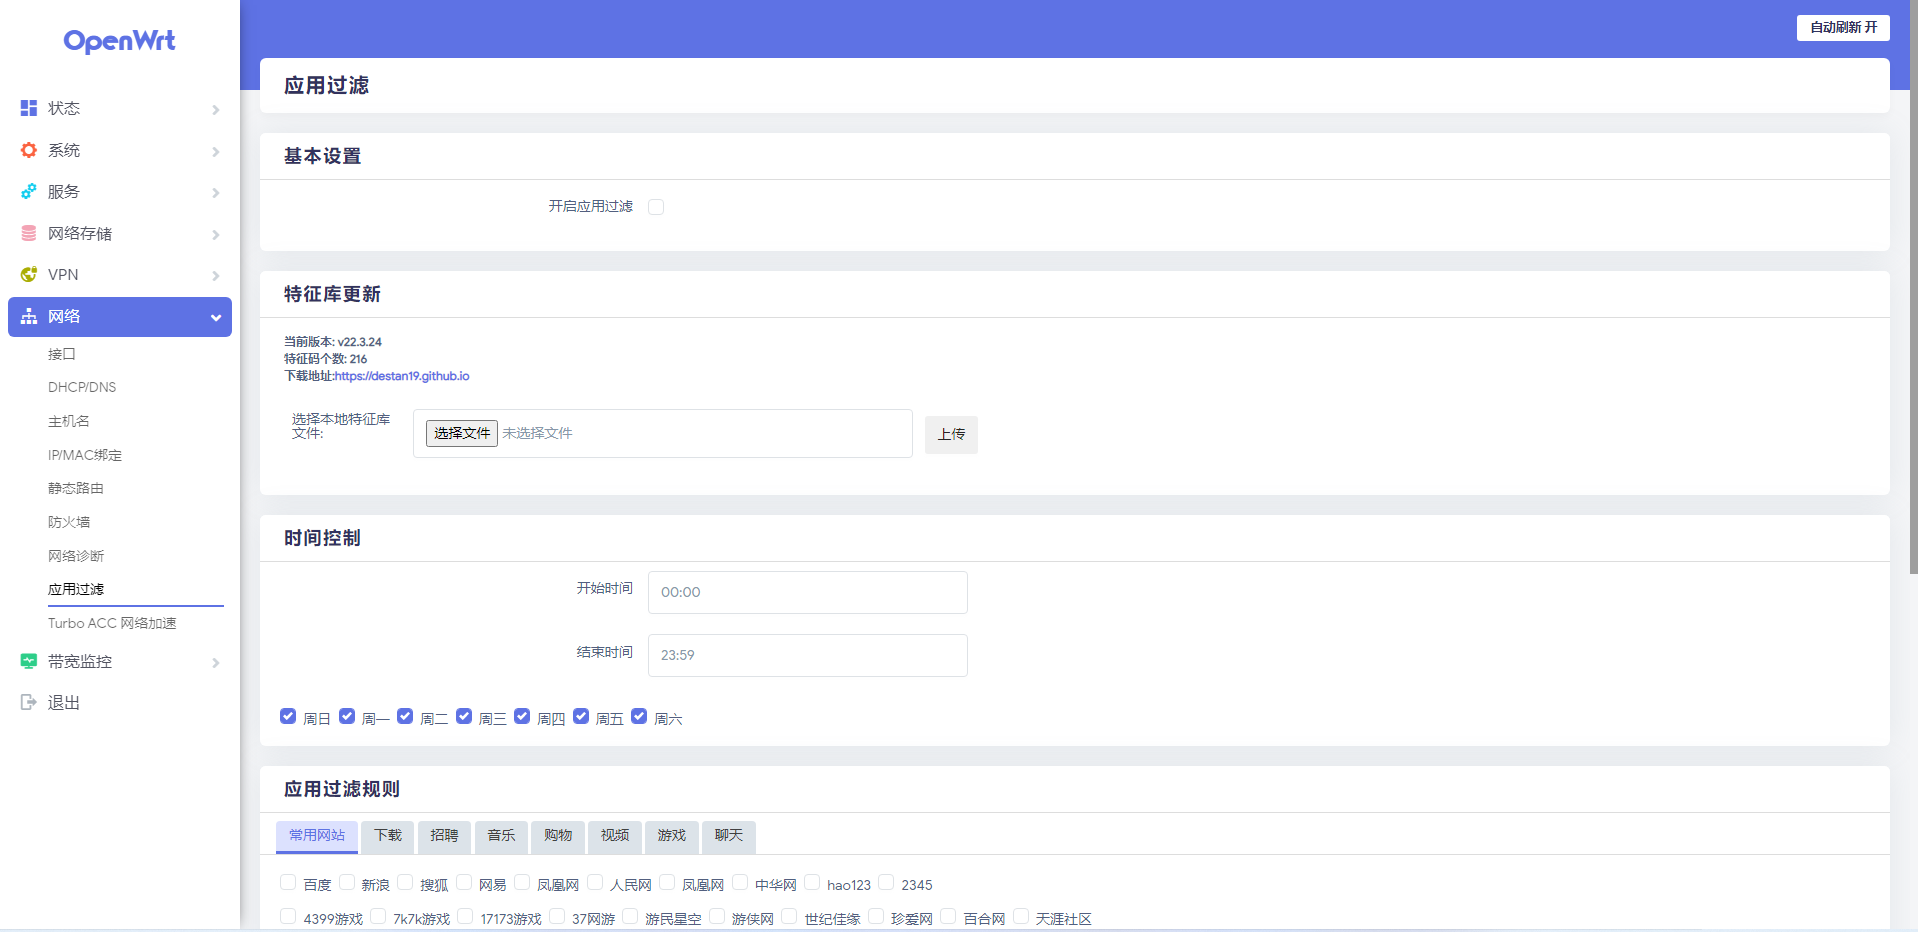 OpenWrt
状态
系统
服务
网络存储
VPN
网络
接口
DHCP/DNS
主机名
IP/MAC绑定
静态路由
防火墙
网络诊断
应用过滤
Turbo ACC 网络加速
带宽监控
退出
自动刷新 开
应用过滤
基本设置
开启应用过滤
特征库更新
当前版本: v22.3.24
特征码个数: 216
下载地址:https://destan19.github.io
选择本地特征库
文件:
选择文件 未选择文件 上传
时间控制
开始时间 00:00
结束时间 23:59
周日 周一 周二 周三 周四 周五 周六
应用过滤规则
常用网站 下载 招聘 音乐 购物 视频 游戏 聊天
百度 新浪 搜狐 网易 凤凰网 人民网 凤凰网 中华网 hao123 2345
4399游戏 7k7k游戏 17173游戏 37网游 游民星空 游侠网 世纪佳缘 珍爱网 百合网 天涯社区